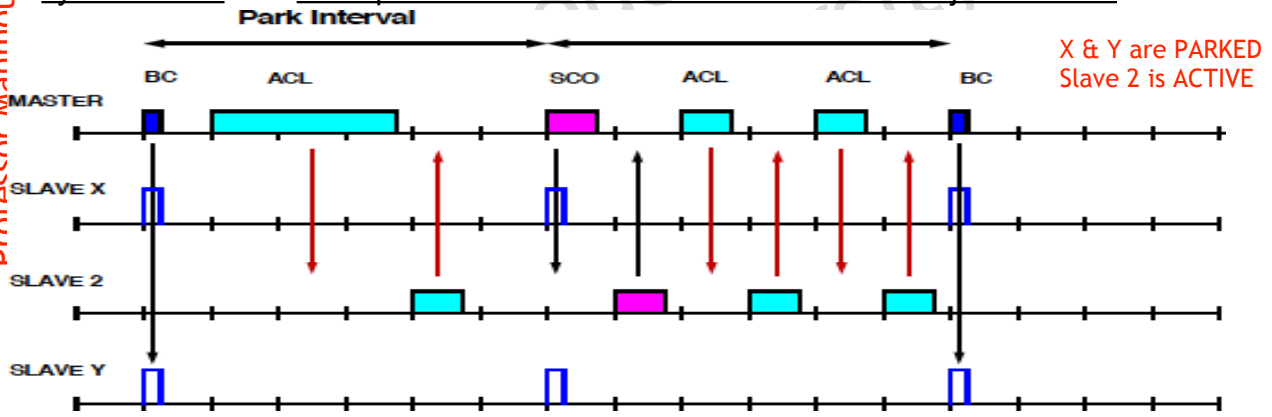 Park Interval
X & Y are PARKED
Slave 2 is ACTIVE
BC ACL SCO ACL ACL BC
MASTER
SLAVE X
SLAVE 2
SLAVE Y